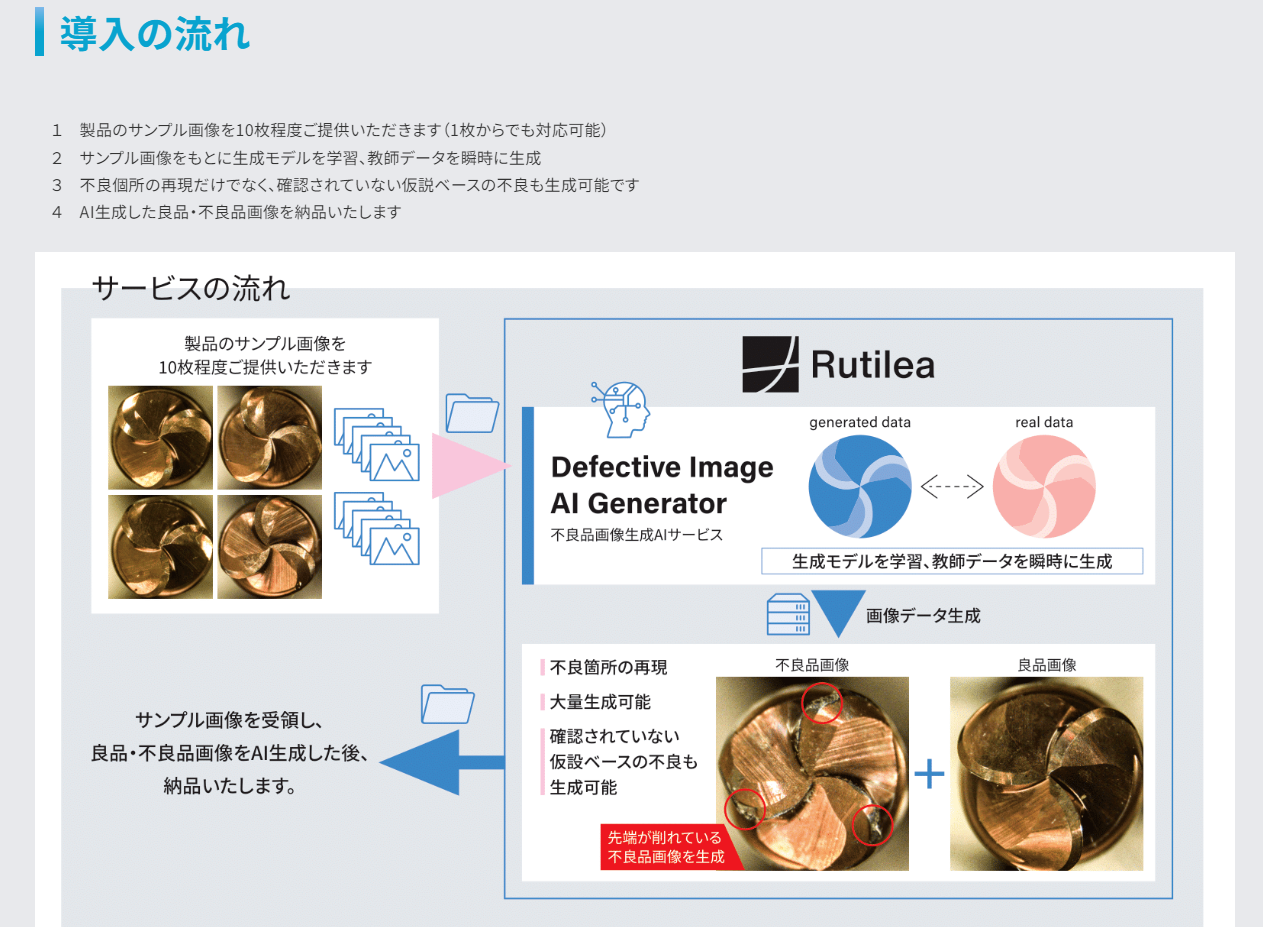 導入の流れ
1 製品のサンプル画像を10枚程度ご提供いただきます(1枚からでも対応可能)
2 サンプル画像をもとに生成モデルを学習、教師データを瞬時に生成
3 不良個所の再現だけでなく、確認されていない仮説ベースの不良も生成可能です
4 AI生成した良品・不良品画像を納品いたします
サービスの流れ
製品のサンプル画像を
10枚程度ご提供いただきます
Rutilea
Defective Image
AI Generator
不良品画像生成AIサービス
generated data
real data
生成モデルを学習、教師データを瞬時に生成
画像データ生成
不良箇所の再現
大量生成可能
確認されていない
仮設ベースの不良も
生成可能
不良品画像
良品画像
先端が削れている
不良品画像を生成
サンプル画像を受領し、
良品・不良品画像をAI生成した後、
納品いたします。